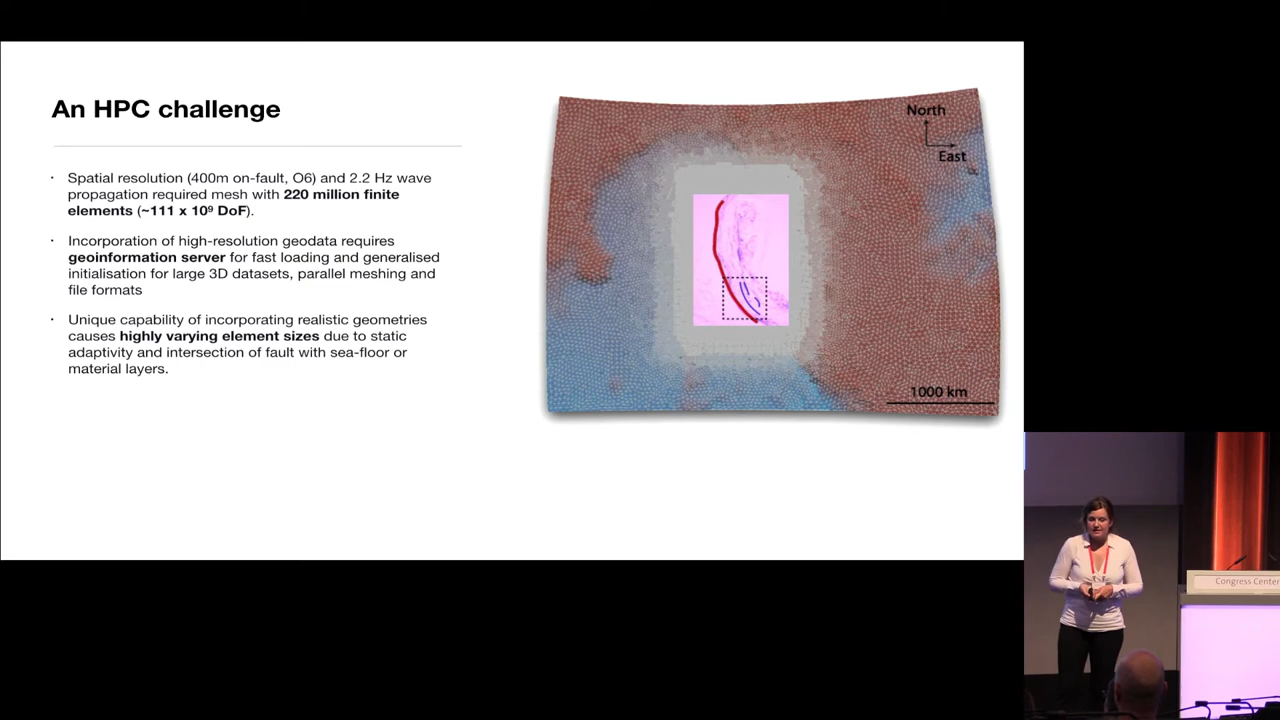 An HPC challenge
· Spatial resolution (400m on-fault, O6) and 2.2 Hz wave
propagation required mesh with 220 million finite
elements (~111 x 10⁹ DoF).
· Incorporation of high-resolution geodata requires
geoinformation server for fast loading and generalised
initialisation for large 3D datasets, parallel meshing and
file formats
· Unique capability of incorporating realistic geometries
causes highly varying element sizes due to static
adaptivity and intersection of fault with sea-floor or
material layers.
North
East
1000 km
Congress Center